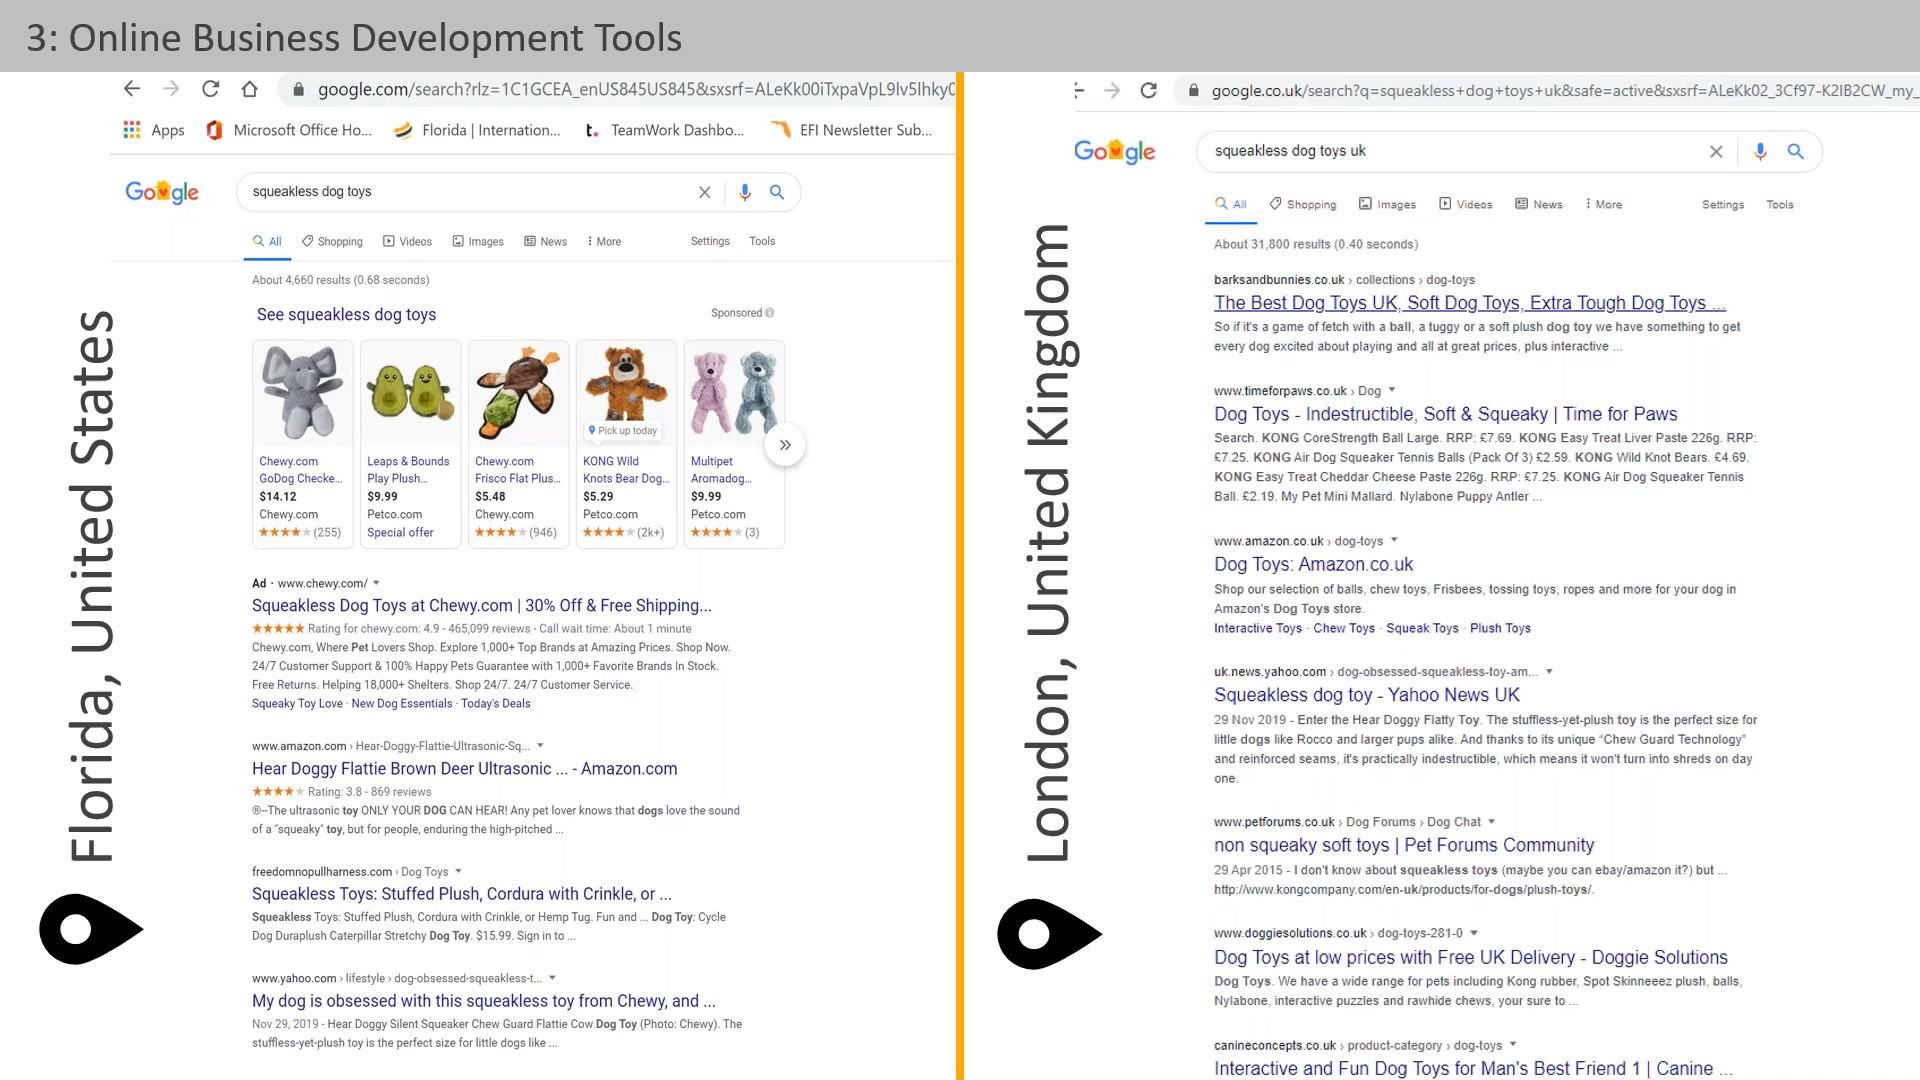 3: Online Business Development Tools
Florida, United States
google.com/search?rlz=1C1GCEA_enUS845US845&sxsrf=ALeKk00iTxpaVpL9lv5lhky0
Apps
Microsoft Office Ho...
Florida | Internation...
t.
TeamWork Dashbo...
EFI Newsletter Sub...
Google
squeakless dog toys
All
Shopping
Videos
Images
News
More
Settings
Tools
About 4,660 results (0.68 seconds)
See squeakless dog toys
Sponsored
Chewy.com
GoDog Checke...
$14.12
Chewy.com
(255)
Leaps & Bounds
Play Plush...
$9.99
Petco.com
Special offer
Chewy.com
Frisco Flat Plus...
$5.48
Chewy.com
(946)
Pick up today
KONG Wild
Knots Bear Dog...
$5.29
Petco.com
(2k+)
Multipet
Aromadog...
$9.99
Petco.com
(3)
Ad · www.chewy.com/
Squeakless Dog Toys at Chewy.com | 30% Off & Free Shipping...
Rating for chewy.com: 4.9 - 465,099 reviews - Call wait time: About 1 minute
Chewy.com, Where Pet Lovers Shop. Explore 1,000+ Top Brands at Amazing Prices. Shop Now.
24/7 Customer Support & 100% Happy Pets Guarantee with 1,000+ Favorite Brands In Stock.
Free Returns. Helping 18,000+ Shelters. Shop 24/7. 24/7 Customer Service.
Squeaky Toy Love · New Dog Essentials · Today's Deals
www.amazon.com › Hear-Doggy-Flattie-Ultrasonic-Sq...
Hear Doggy Flattie Brown Deer Ultrasonic ... - Amazon.com
Rating: 3.8 - 869 reviews
®--The ultrasonic toy ONLY YOUR DOG CAN HEAR! Any pet lover knows that dogs love the sound
of a "squeaky" toy, but for people, enduring the high-pitched ...
freedomnopullharness.com › Dog Toys
Squeakless Toys: Stuffed Plush, Cordura with Crinkle, or ...
Squeakless Toys: Stuffed Plush, Cordura with Crinkle, or Hemp Tug. Fun and ... Dog Toy: Cycle
Dog Duraplush Caterpillar Stretchy Dog Toy. $15.99. Sign in to ...
www.yahoo.com › lifestyle › dog-obsessed-squeakless-t...
My dog is obsessed with this squeakless toy from Chewy, and ...
Nov 29, 2019 - Hear Doggy Silent Squeaker Chew Guard Flattie Cow Dog Toy (Photo: Chewy). The
stuffless-yet-plush toy is the perfect size for little dogs like ...
London, United Kingdom
google.co.uk/search?q=squeakless+dog+toys+uk&safe=active&sxsrf=ALeKk02_3Cf97-K2IB2CW_my_
Google
squeakless dog toys uk
All
Shopping
Images
Videos
News
More
Settings
Tools
About 31,800 results (0.40 seconds)
barksandbunnies.co.uk › collections › dog-toys
The Best Dog Toys UK, Soft Dog Toys, Extra Tough Dog Toys ...
So if it's a game of fetch with a ball, a tuggy or a soft plush dog toy we have something to get
every dog excited about playing and all at great prices, plus interactive ...
www.timeforpaws.co.uk › Dog
Dog Toys - Indestructible, Soft & Squeaky | Time for Paws
Search. KONG CoreStrength Ball Large. RRP: £7.69. KONG Easy Treat Liver Paste 226g. RRP:
£7.25. KONG Air Dog Squeaker Tennis Balls (Pack Of 3) £2.59. KONG Wild Knot Bears. £4.69.
KONG Easy Treat Cheddar Cheese Paste 226g. RRP: £7.25. KONG Air Dog Squeaker Tennis
Ball. £2.19. My Pet Mini Mallard. Nylabone Puppy Antler ...
www.amazon.co.uk › dog-toys
Dog Toys: Amazon.co.uk
Shop our selection of balls, chew toys, Frisbees, tossing toys, ropes and more for your dog in
Amazon's Dog Toys store.
Interactive Toys · Chew Toys · Squeak Toys · Plush Toys
uk.news.yahoo.com › dog-obsessed-squeakless-toy-am...
Squeakless dog toy - Yahoo News UK
29 Nov 2019 - Enter the Hear Doggy Flatty Toy. The stuffless-yet-plush toy is the perfect size for
little dogs like Rocco and larger pups alike. And thanks to its unique “Chew Guard Technology”
and reinforced seams, it's practically indestructible, which means it won't turn into shreds on day
one.
www.petforums.co.uk › Dog Forums › Dog Chat
non squeaky soft toys | Pet Forums Community
29 Apr 2015 - I don't know about squeakless toys (maybe you can ebay/amazon it?) but ...
http://www.kongcompany.com/en-uk/products/for-dogs/plush-toys/.
www.doggiesolutions.co.uk › dog-toys-281-0
Dog Toys at low prices with Free UK Delivery - Doggie Solutions
Dog Toys. We have a wide range for pets including Kong rubber, Spot Skinneeez plush, balls,
Nylabone, interactive puzzles and rawhide chews, your sure to ...
canineconcepts.co.uk › product-category › dog-toys
Interactive and Fun Dog Toys for Man's Best Friend 1 | Canine ...